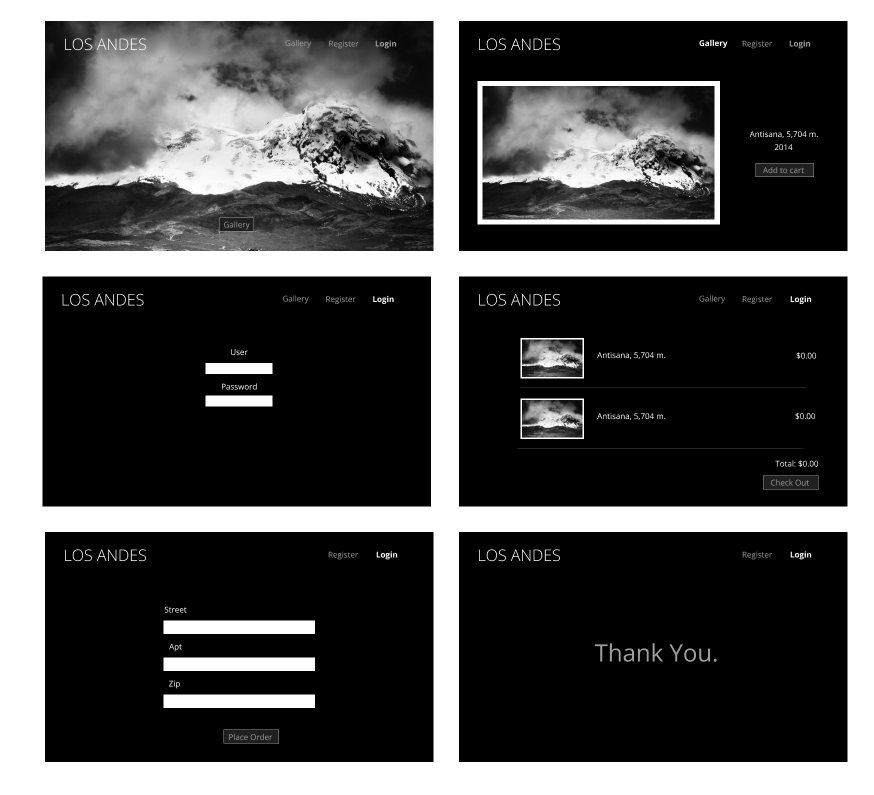 LOS ANDES Gallery Register Login
Gallery
LOS ANDES Gallery Register Login
Antisana, 5,704 m.
2014
Add to cart
LOS ANDES Gallery Register Login
User
Password
LOS ANDES Gallery Register Login
Antisana, 5,704 m. $0.00
Antisana, 5,704 m. $0.00
Total: $0.00
Check Out
LOS ANDES Register Login
Street
Apt
Zip
Place Order
LOS ANDES Register Login
Thank You.